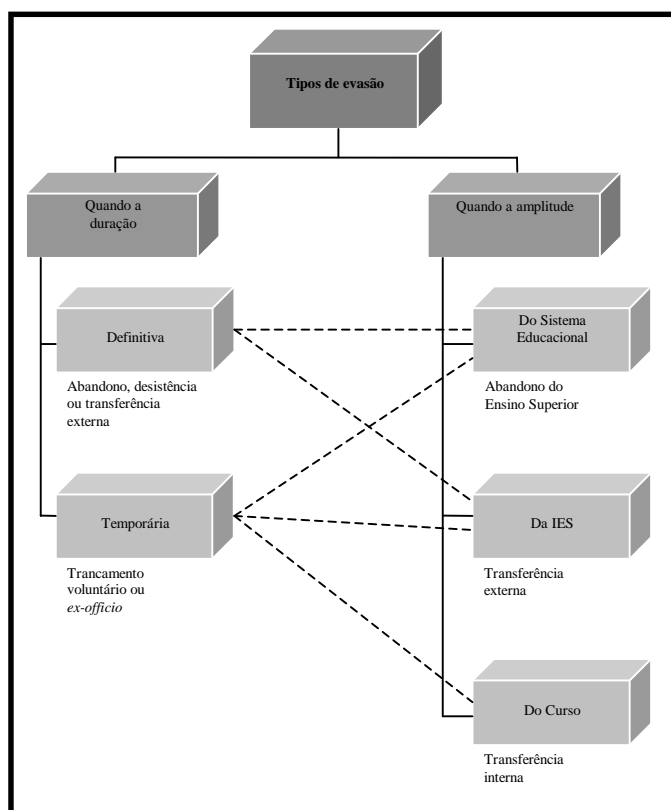 Tipos de evasão
Quando a
duração
Quando a amplitude
Definitiva
Abandono, desistência
ou transferência
externa
Do Sistema
Educacional
Abandono do
Ensino Superior
Temporária
Trancamento
voluntário ou
ex-officio
Da IES
Transferência
externa
Do Curso
Transferência
interna